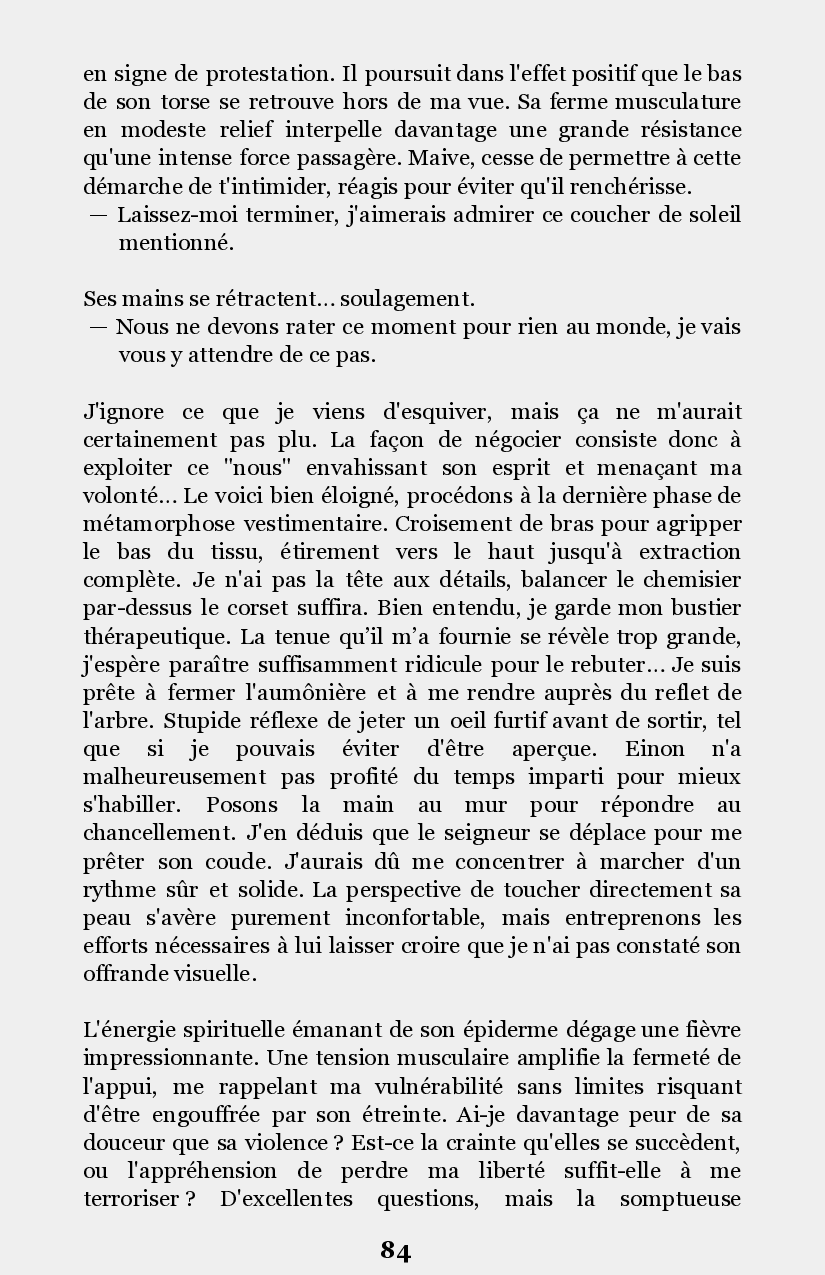 en signe de protestation. Il poursuit dans l'effet positif que le bas
de son torse se retrouve hors de ma vue. Sa ferme musculature
en modeste relief interpelle davantage une grande résistance
qu'une intense force passagère. Maive, cesse de permettre à cette
démarche de t'intimider, réagis pour éviter qu'il renchérisse.
— Laissez-moi terminer, j'aimerais admirer ce coucher de soleil
mentionné.
Ses mains se rétractent... soulagement.
— Nous ne devons rater ce moment pour rien au monde, je vais
vous y attendre de ce pas.
J'ignore ce que je viens d'esquiver, mais ça ne m'aurait
certainement pas plu. La façon de négocier consiste donc à
exploiter ce "nous" envahissant son esprit et menaçant ma
volonté... Le voici bien éloigné, procédons à la dernière phase de
métamorphose vestimentaire. Croisement de bras pour agripper
le bas du tissu, étirement vers le haut jusqu'à extraction
complète. Je n'ai pas la tête aux détails, balancer le chemisier
par-dessus le corset suffira. Bien entendu, je garde mon bustier
thérapeutique. La tenue qu’il m’a fournie se révèle trop grande,
j'espère paraître suffisamment ridicule pour le rebuter... Je suis
prête à fermer l'aumônière et à me rendre auprès du reflet de
l'arbre. Stupide réflexe de jeter un oeil furtif avant de sortir, tel
que si je pouvais éviter d'être aperçue. Einon n'a
malheureusement pas profité du temps imparti pour mieux
s'habiller. Posons la main au mur pour répondre au
chancellement. J'en déduis que le seigneur se déplace pour me
prêter son coude. J'aurais dû me concentrer à marcher d'un
rythme sûr et solide. La perspective de toucher directement sa
peau s'avère purement inconfortable, mais entreprenons les
efforts nécessaires à lui laisser croire que je n'ai pas constaté son
offrande visuelle.
L'énergie spirituelle émanant de son épiderme dégage une fièvre
impressionnante. Une tension musculaire amplifie la fermeté de
l'appui, me rappelant ma vulnérabilité sans limites risquant
d'être engouffrée par son étreinte. Ai-je davantage peur de sa
douceur que sa violence ? Est-ce la crainte qu'elles se succèdent,
ou l'appréhension de perdre ma liberté suffit-elle à me
terroriser ? D'excellentes questions, mais la somptueuse
84